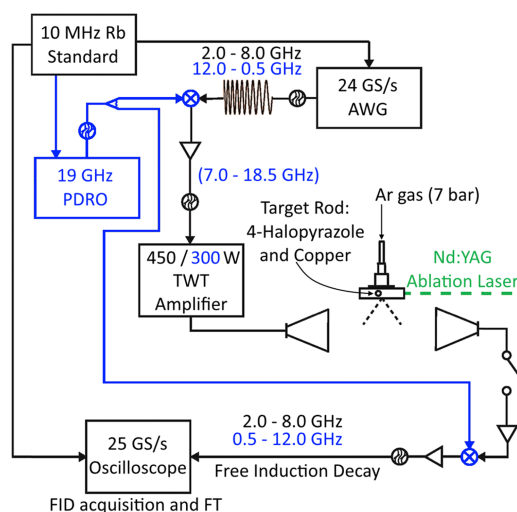 10 MHz Rb
Standard
2.0 - 8.0 GHz
12.0 - 0.5 GHz
24 GS/s
AWG
19 GHz
PDRO
(7.0 - 18.5 GHz)
Ar gas (7 bar)
Target Rod:
4-Halopyrazole
and Copper
Nd:YAG
Ablation Laser
450 / 300 W
TWT
Amplifier
2.0 - 8.0 GHz
0.5 - 12.0 GHz
25 GS/s
Oscilloscope
Free Induction Decay
FID acquisition and FT